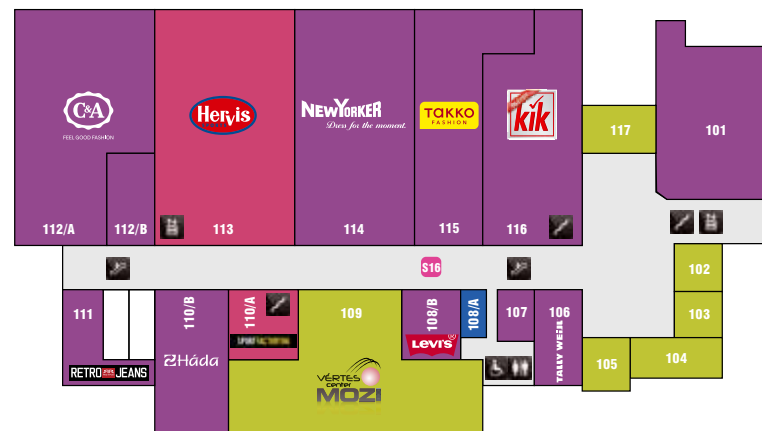 C&A
FEEL GOOD FASHION
Hervis
NEWYORKER
Dress for the moment.
TAKKO
FASHION
kik
117
101
112/A
112/B
113
114
115
116
S16
102
111
110/B
110/A
109
108/B
108/A
107
106
103
LEVI'S
TALLY WEiJL
RETRO JEANS
Háda
VÉRTES
center
MOZI
105
104